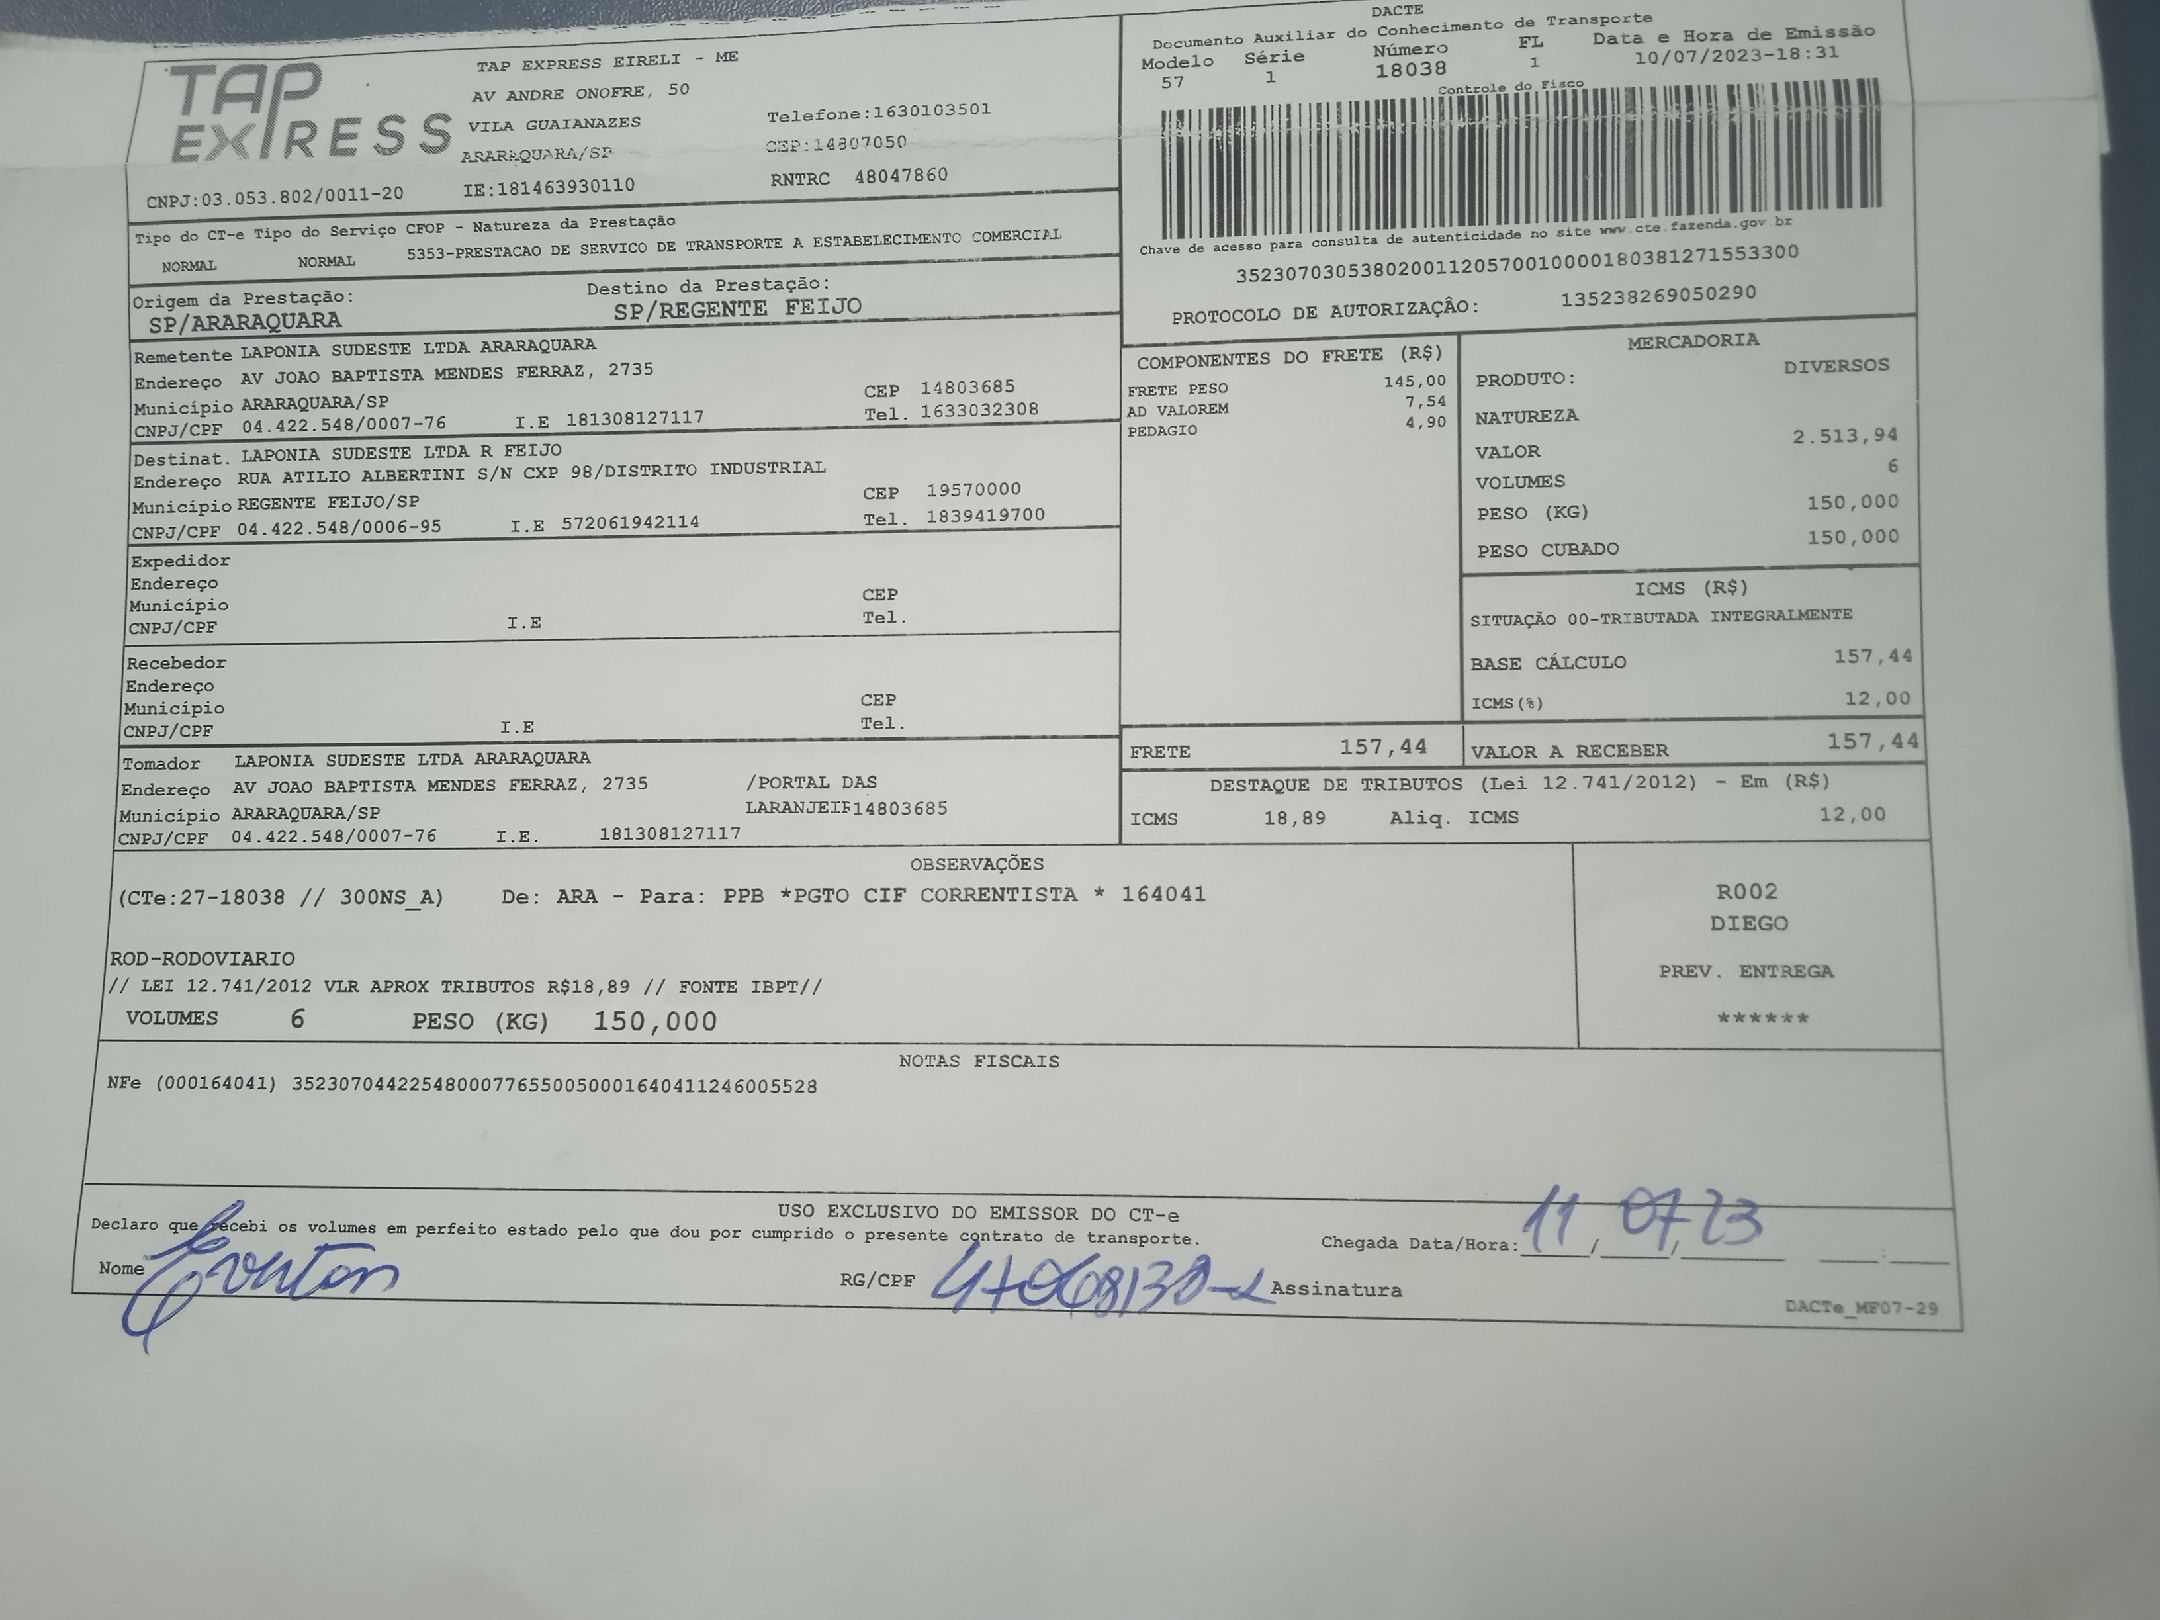 TAP EXPRESS
TAP EXPRESS EIRELI - ME
AV ANDRE ONOFRE, 50
VILA GUAIANAZES
Telefone:1630103501
ARARAQUARA/SP
CEP:14807050
CNPJ:03.053.802/0011-20 IE:181463930110 RNTRC 48047860
DACTE
Documento Auxiliar do Conhecimento de Transporte
Modelo Série Número FL Data e Hora de Emissão
57 1 18038 1 10/07/2023-18:31
Controle do Fisco
Chave de acesso para consulta de autenticidade no site www.cte.fazenda.gov br
35230703053802001120570010000180381271553300
PROTOCOLO DE AUTORIZAÇÂO: 135238269050290
Tipo do CT-e Tipo do Serviço CFOP - Natureza da Prestação
NORMAL NORMAL 5353-PRESTACAO DE SERVICO DE TRANSPORTE A ESTABELECIMENTO COMERCIAL
Origem da Prestação: Destino da Prestação:
SP/ARARAQUARA SP/REGENTE FEIJO
Remetente LAPONIA SUDESTE LTDA ARARAQUARA
Endereço AV JOAO BAPTISTA MENDES FERRAZ, 2735
Município ARARAQUARA/SP CEP 14803685
CNPJ/CPF 04.422.548/0007-76 I.E 181308127117 Tel. 1633032308
Destinat. LAPONIA SUDESTE LTDA R FEIJO
Endereço RUA ATILIO ALBERTINI S/N CXP 98/DISTRITO INDUSTRIAL
Município REGENTE FEIJO/SP CEP 19570000
CNPJ/CPF 04.422.548/0006-95 I.E 572061942114 Tel. 1839419700
Expedidor
Endereço
Município CEP
CNPJ/CPF I.E Tel.
Recebedor
Endereço
Município CEP
CNPJ/CPF I.E Tel.
Tomador LAPONIA SUDESTE LTDA ARARAQUARA
Endereço AV JOAO BAPTISTA MENDES FERRAZ, 2735 /PORTAL DAS
Município ARARAQUARA/SP LARANJEIR14803685
CNPJ/CPF 04.422.548/0007-76 I.E. 181308127117
COMPONENTES DO FRETE (R$)
FRETE PESO 145,00
AD VALOREM 7,54
PEDAGIO 4,90
MERCADORIA
PRODUTO: DIVERSOS
NATUREZA
VALOR 2.513,94
VOLUMES 6
PESO (KG) 150,000
PESO CUBADO 150,000
ICMS (R$)
SITUAÇÃO 00-TRIBUTADA INTEGRALMENTE
BASE CÁLCULO 157,44
ICMS(%) 12,00
FRETE 157,44 VALOR A RECEBER 157,44
DESTAQUE DE TRIBUTOS (Lei 12.741/2012) - Em (R$)
ICMS 18,89 Aliq. ICMS 12,00
OBSERVAÇÕES
(CTe:27-18038 // 300NS_A) De: ARA - Para: PPB *PGTO CIF CORRENTISTA * 164041
ROD-RODOVIARIO
// LEI 12.741/2012 VLR APROX TRIBUTOS R$18,89 // FONTE IBPT//
VOLUMES 6 PESO (KG) 150,000
R002
DIEGO
PREV. ENTREGA
******
NOTAS FISCAIS
NFe (000164041) 35230704422548000776550050001640411246005528
USO EXCLUSIVO DO EMISSOR DO CT-e
Declaro que recebi os volumes em perfeito estado pelo que dou por cumprido o presente contrato de transporte.
Chegada Data/Hora: 11 / 07 / 23 :
Nome Everton RG/CPF Assinatura
DACTe_MF07-29